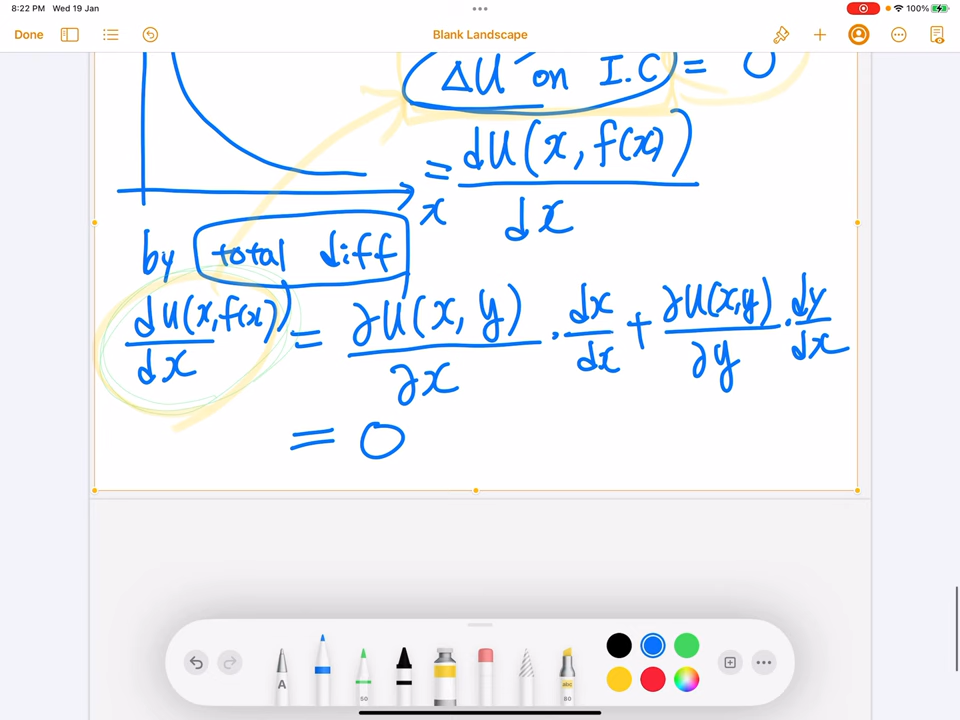 8:22 PM Wed 19 Jan
100%
Done
Blank Landscape
ΔU on I.C = 0
= dU(x, f(x)) / dx
x
by total diff
dU(x, f(x)) / dx = ∂U(x, y) / ∂x · dx/dx + ∂U(x,y) / ∂y · dy/dx
= 0
A
50
abc
80